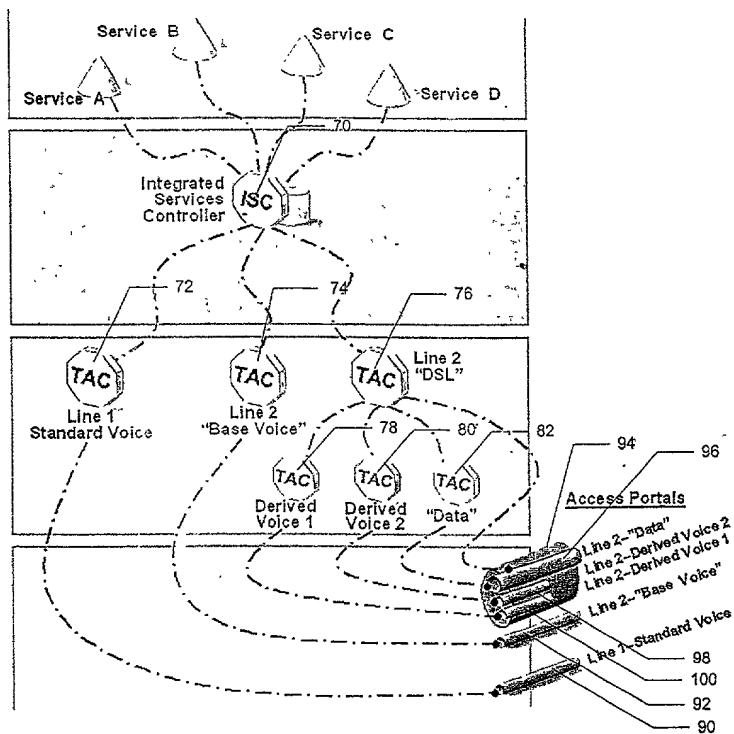 Service B
Service C
Service A
Service D
70
Integrated
Services
Controller
ISC
72
74
76
TAC
TAC
TAC
Line 2
"DSL"
Line 1
Standard Voice
Line 2
"Base Voice"
78
80
82
94
96
TAC
TAC
TAC
Derived
Voice 1
Derived
Voice 2
"Data"
Access Portals
Line 2-"Data"
Line 2-Derived Voice 2
Line 2-Derived Voice 1
Line 2-"Base Voice"
Line 1-Standard Voice
98
100
92
90